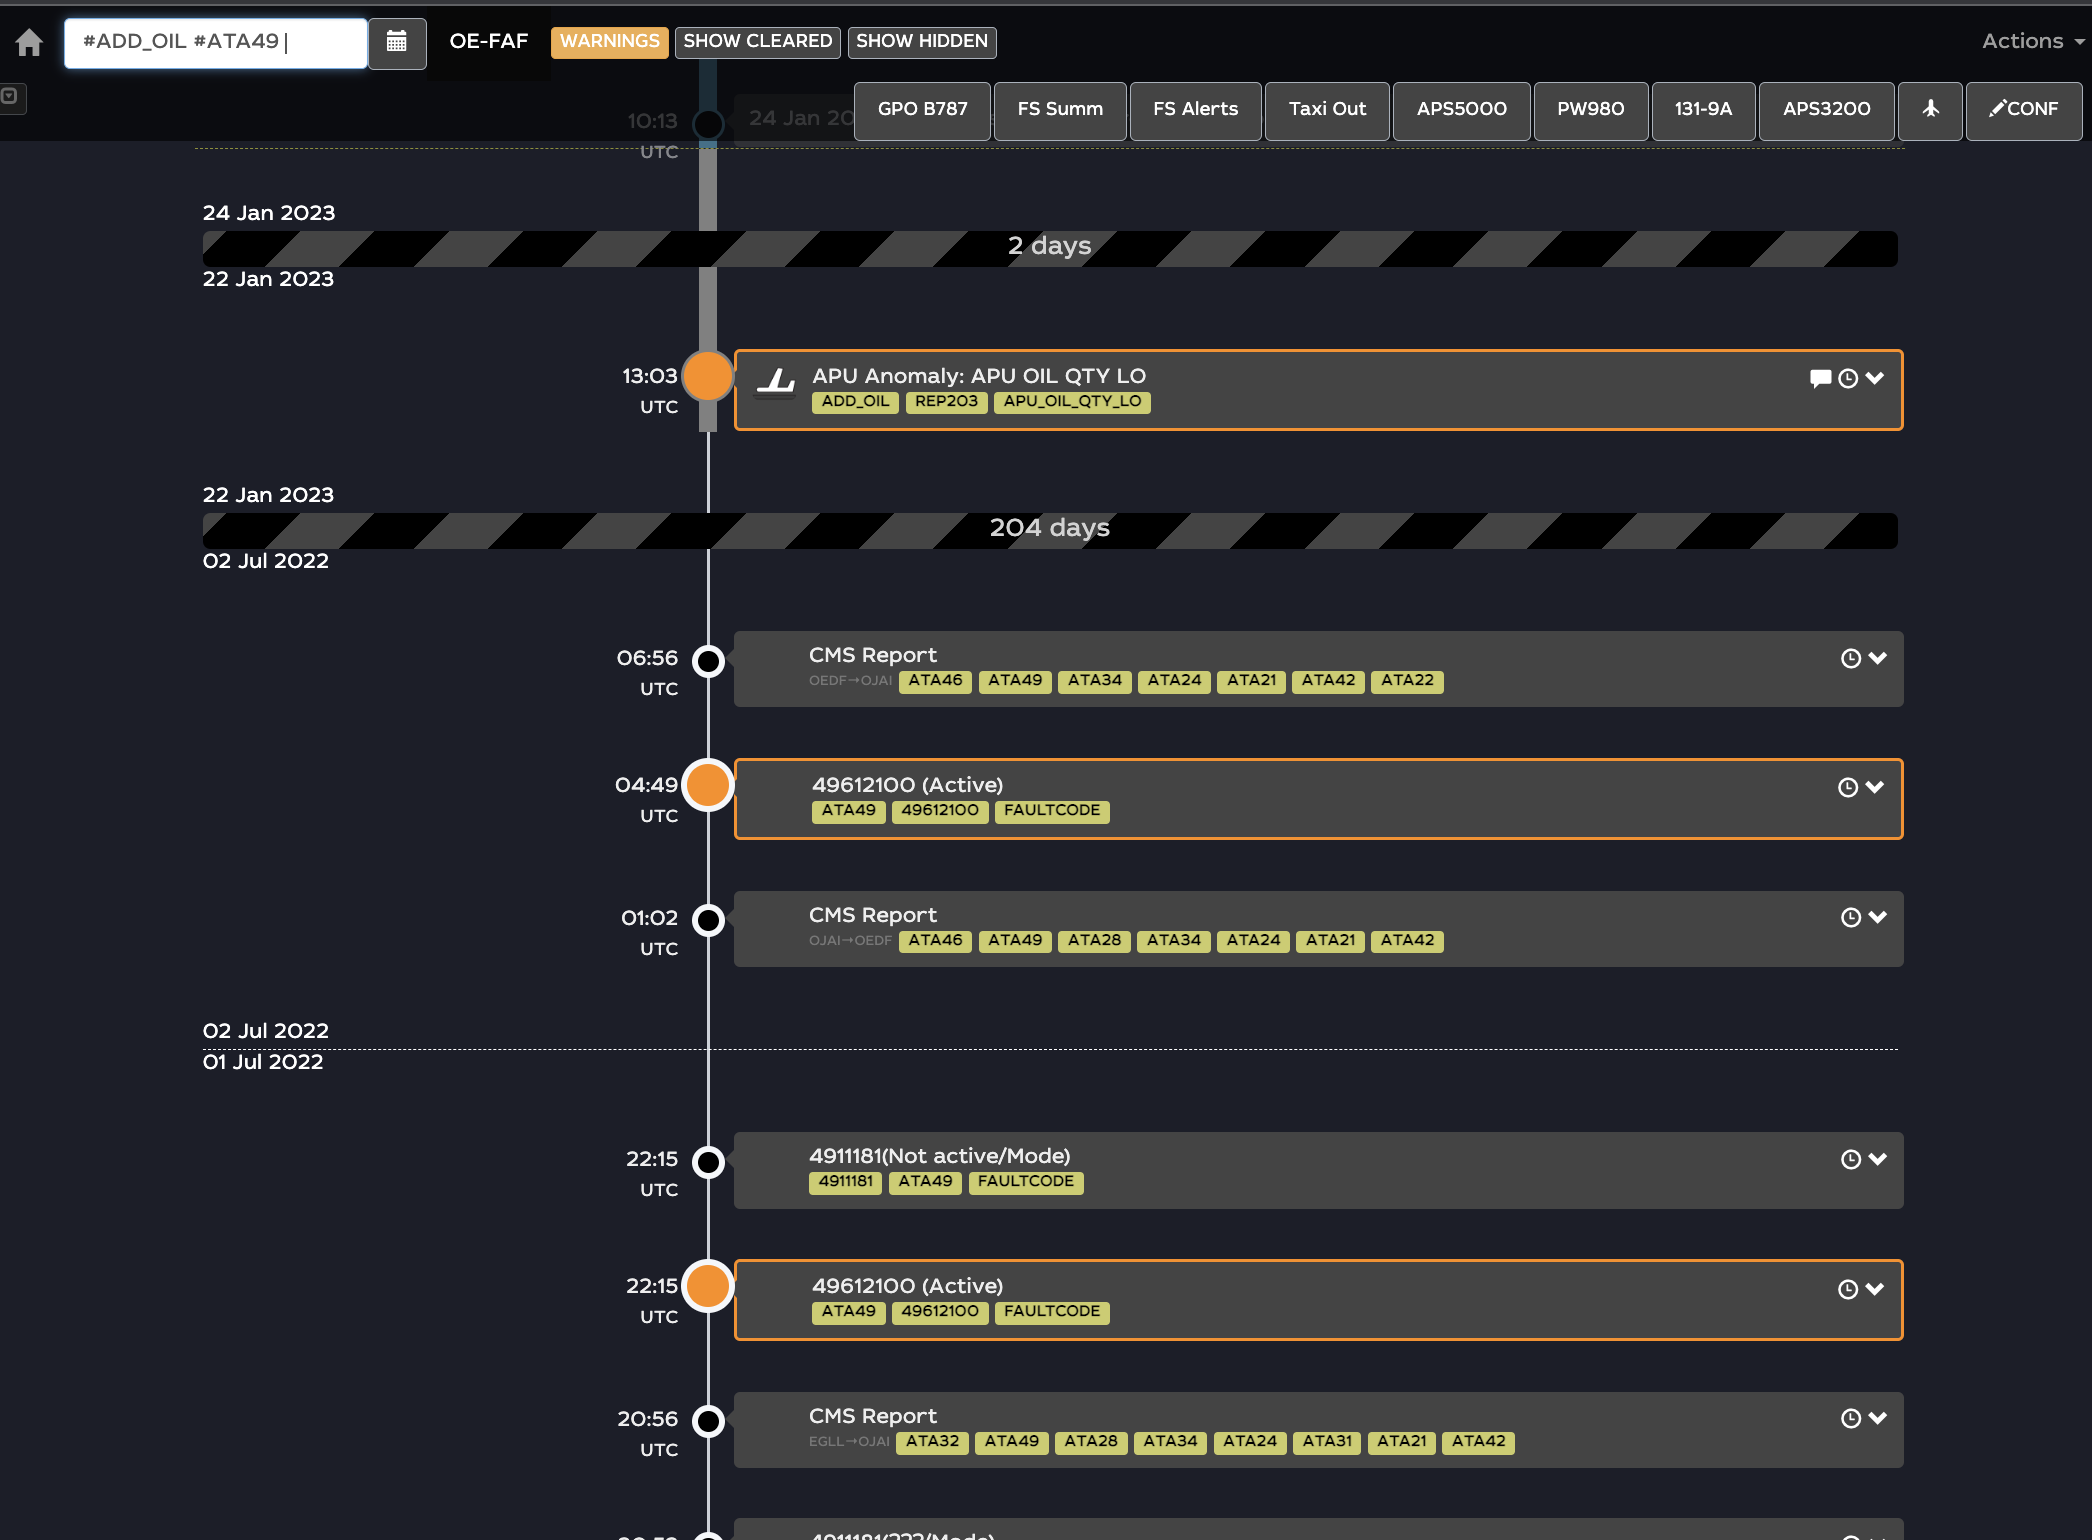 #ADD_OIL #ATA49
OE-FAF
WARNINGS
SHOW CLEARED
SHOW HIDDEN
Actions
GPO B787
FS Summ
FS Alerts
Taxi Out
APS5000
PW980
131-9A
APS3200
CONF
10:13
UTC
24 Jan 20
24 Jan 2023
2 days
22 Jan 2023
13:03
UTC
APU Anomaly: APU OIL QTY LO
ADD_OIL REP203 APU_OIL_QTY_LO
22 Jan 2023
204 days
02 Jul 2022
06:56
UTC
CMS Report
OEDF→OJAI ATA46 ATA49 ATA34 ATA24 ATA21 ATA42 ATA22
04:49
UTC
49612100 (Active)
ATA49 49612100 FAULTCODE
01:02
UTC
CMS Report
OJAI→OEDF ATA46 ATA49 ATA28 ATA34 ATA24 ATA21 ATA42
02 Jul 2022
01 Jul 2022
22:15
UTC
4911181(Not active/Mode)
4911181 ATA49 FAULTCODE
22:15
UTC
49612100 (Active)
ATA49 49612100 FAULTCODE
20:56
UTC
CMS Report
EGLL→OJAI ATA32 ATA49 ATA28 ATA34 ATA24 ATA31 ATA21 ATA42
4911181(???/Mode)